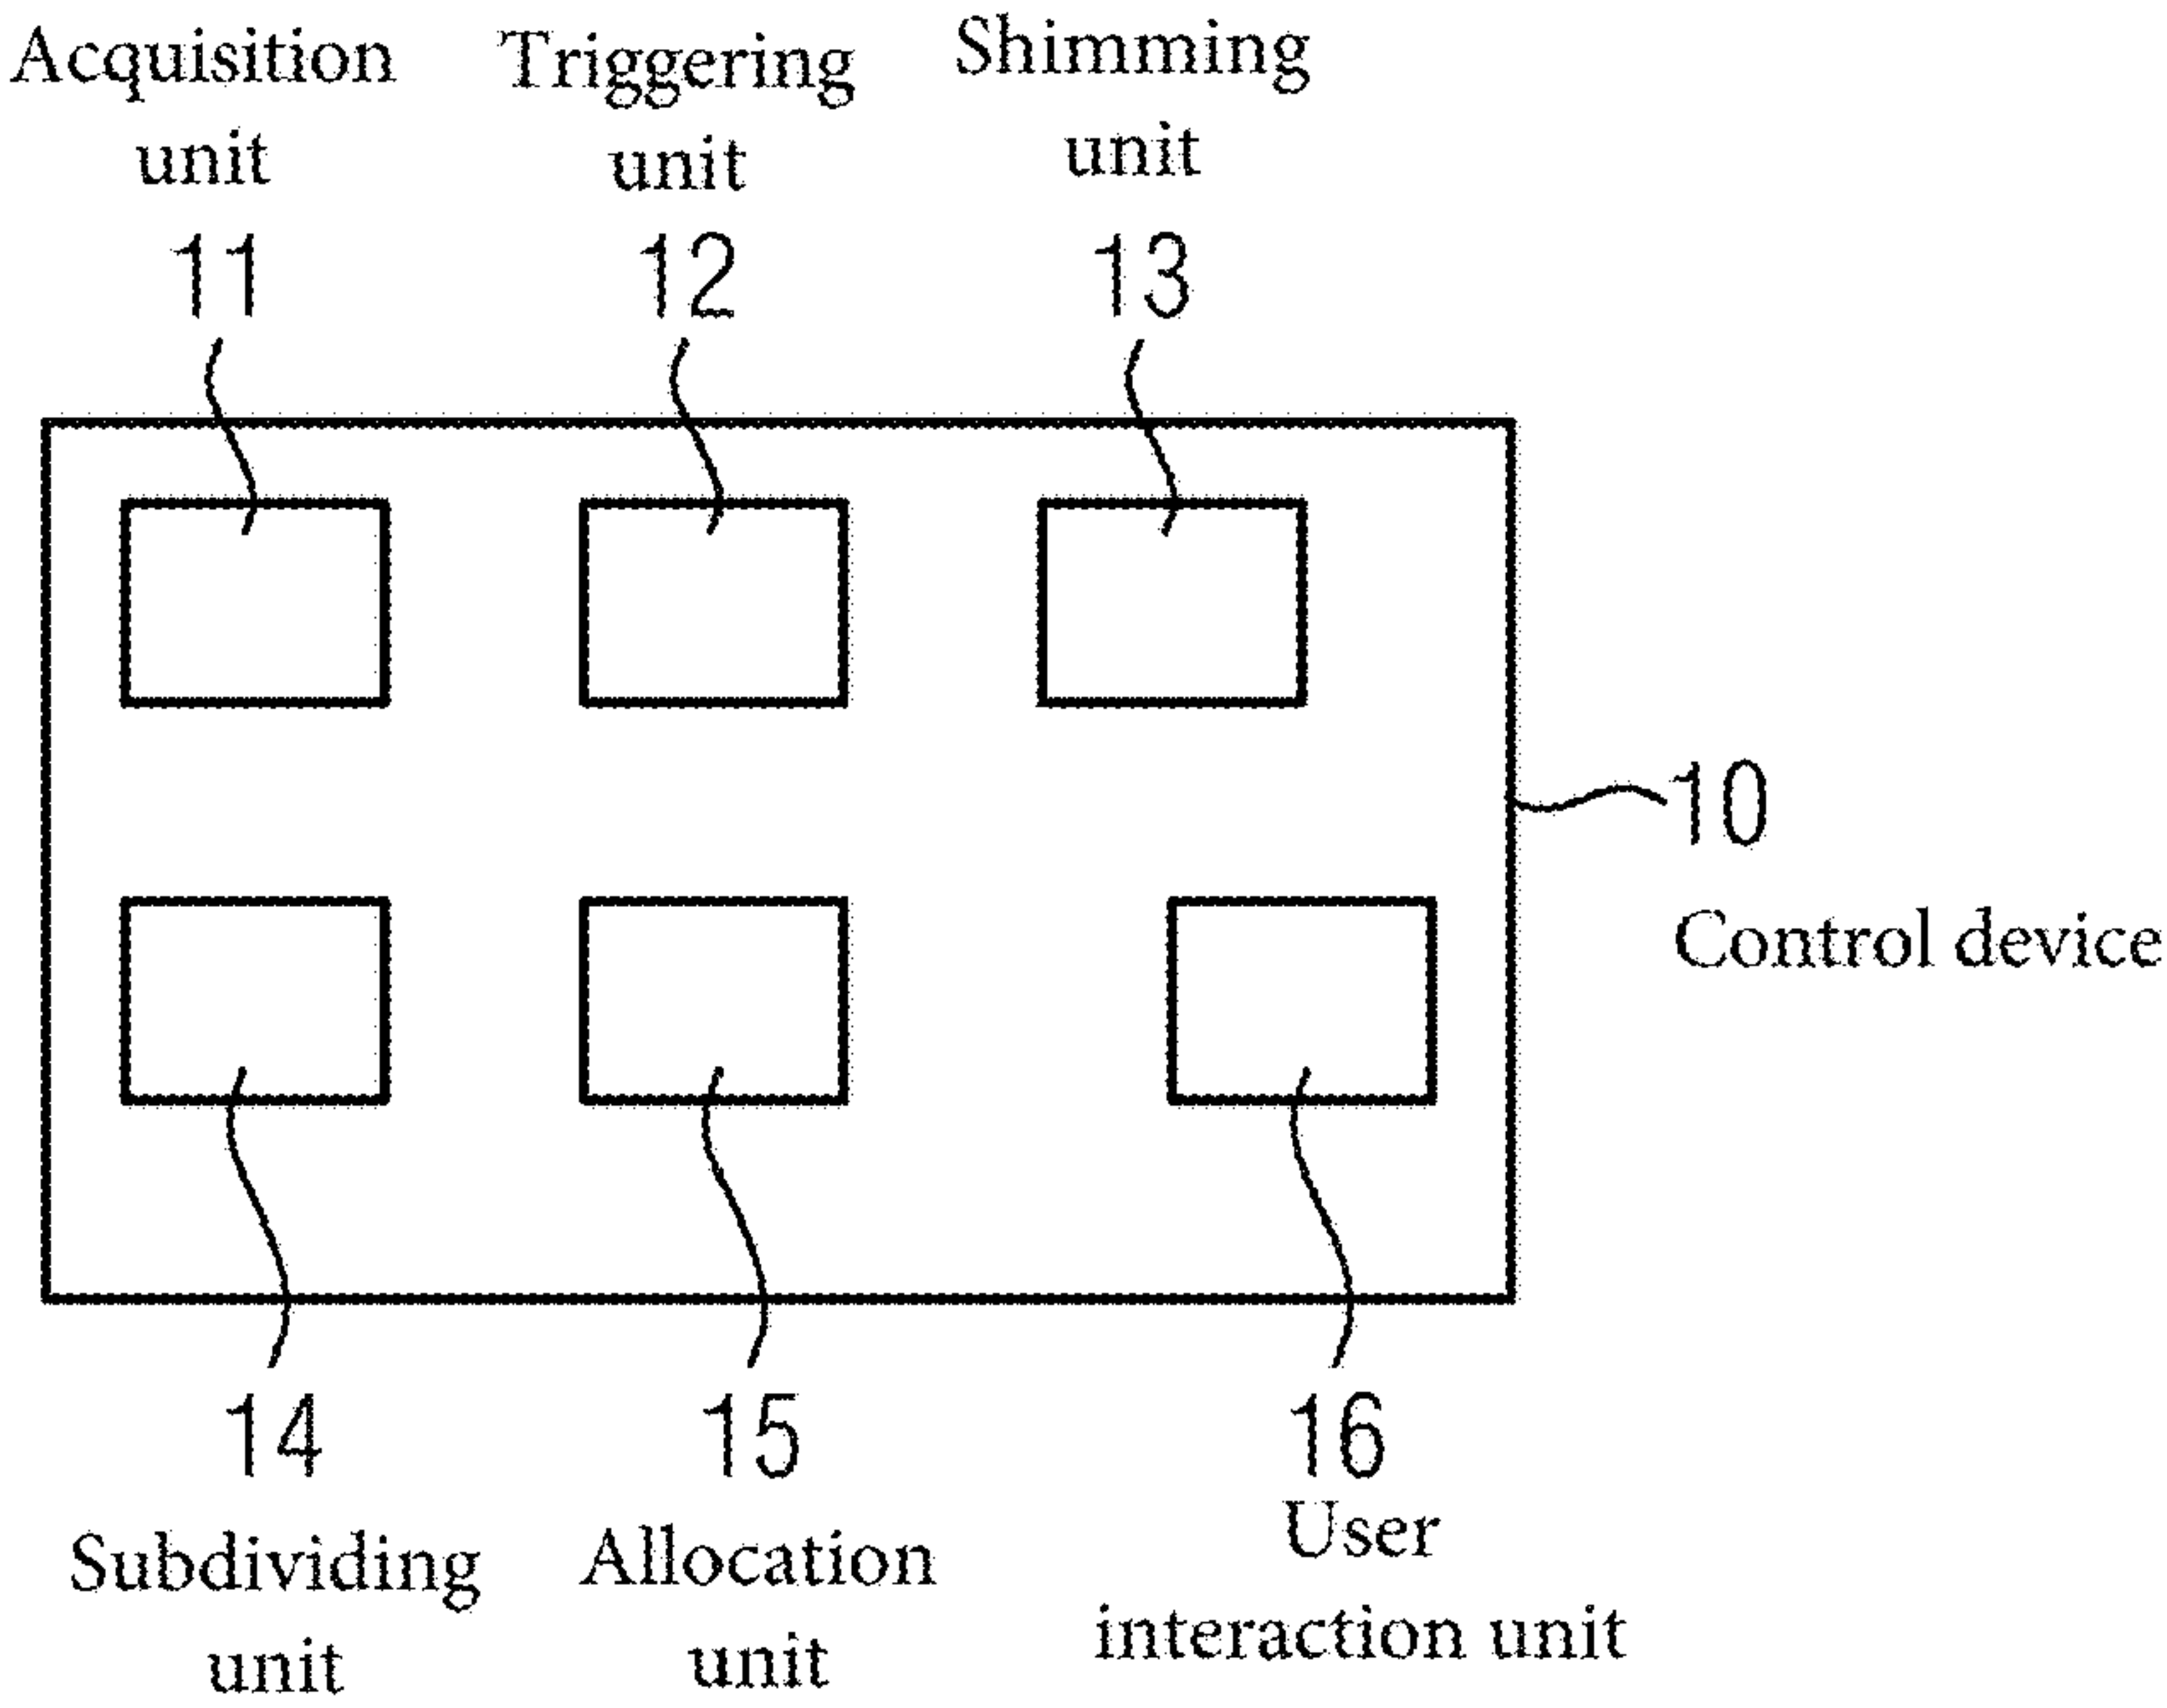 Acquisition
unit
11
Triggering
unit
12
Shimming
unit
13
10
Control device
14
Subdividing
unit
15
Allocation
unit
16
User
interaction unit